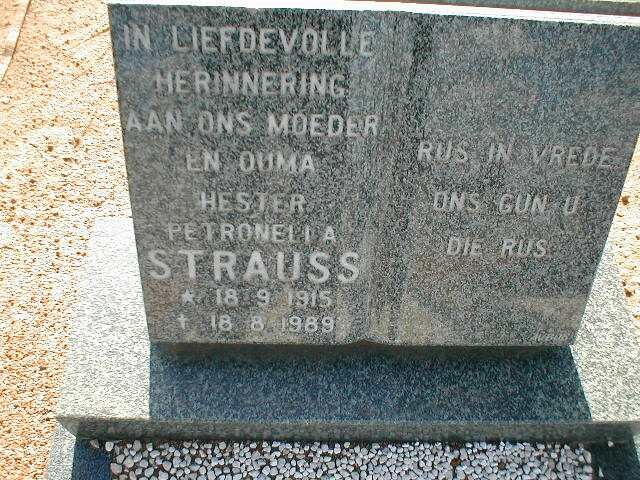 IN LIEFDEVOLLE
HERINNERING
AAN ONS MOEDER
EN OUMA
HESTER
PETRONELLA
STRAUSS
* 18.9.1915
† 18.8.1989
RUS IN VREDE
ONS GUN U
DIE RUS